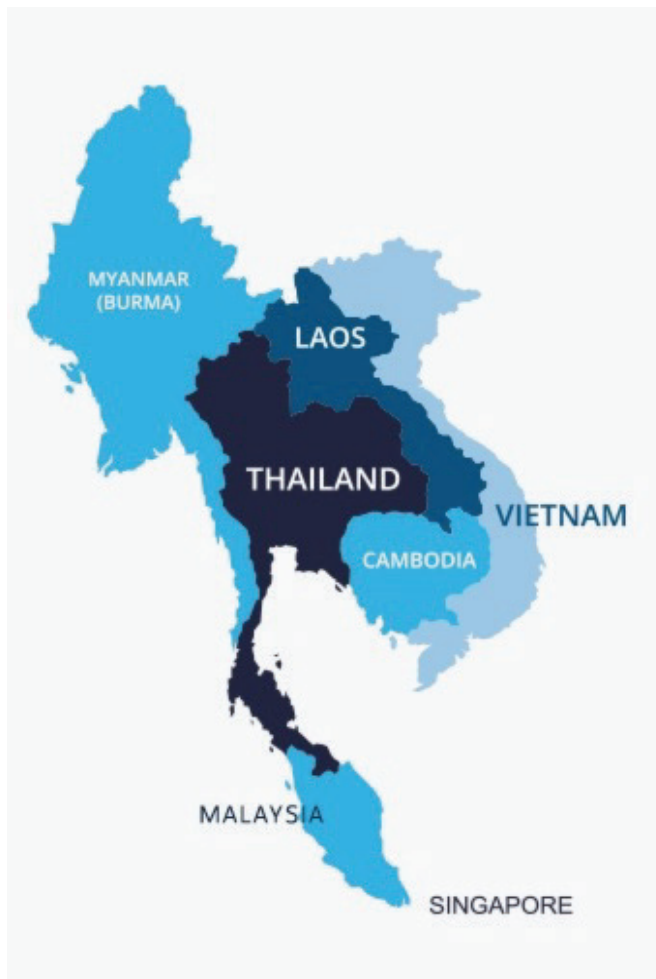 MYANMAR
(BURMA)
LAOS
THAILAND
VIETNAM
CAMBODIA
MALAYSIA
SINGAPORE